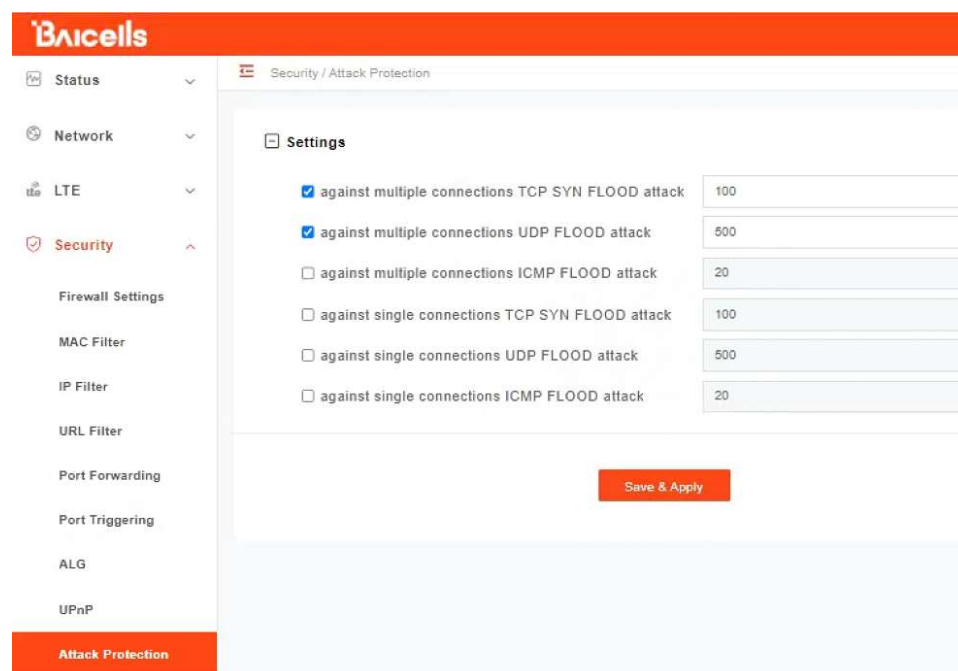 Baicells
Status
Network
LTE
Security
Firewall Settings
MAC Filter
IP Filter
URL Filter
Port Forwarding
Port Triggering
ALG
UPnP
Attack Protection
Security / Attack Protection
Settings
against multiple connections TCP SYN FLOOD attack 100
against multiple connections UDP FLOOD attack 500
against multiple connections ICMP FLOOD attack 20
against single connections TCP SYN FLOOD attack 100
against single connections UDP FLOOD attack 500
against single connections ICMP FLOOD attack 20
Save & Apply